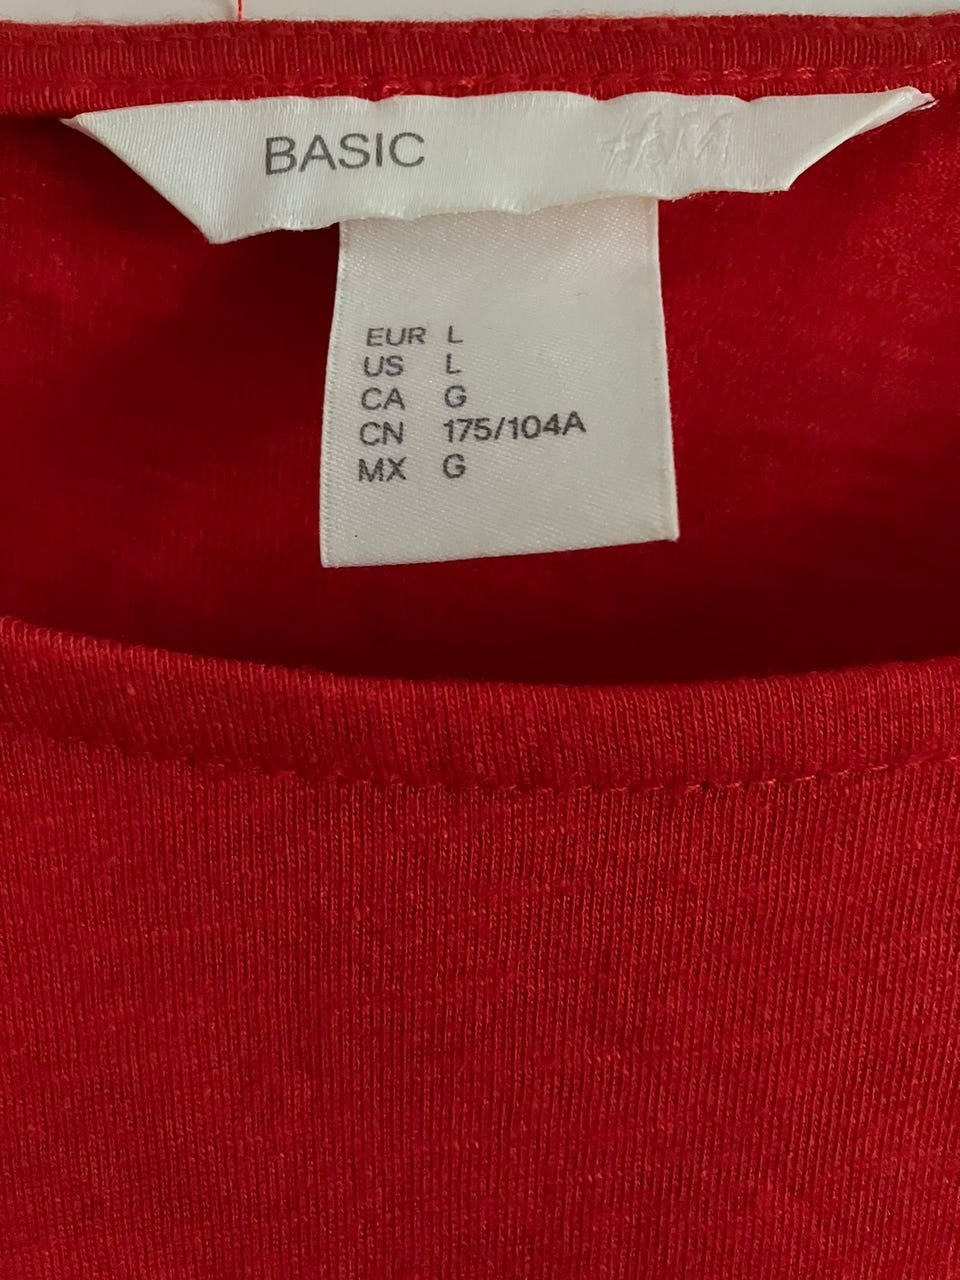 BASIC H&M
EUR L
US L
CA G
CN 175/104A
MX G